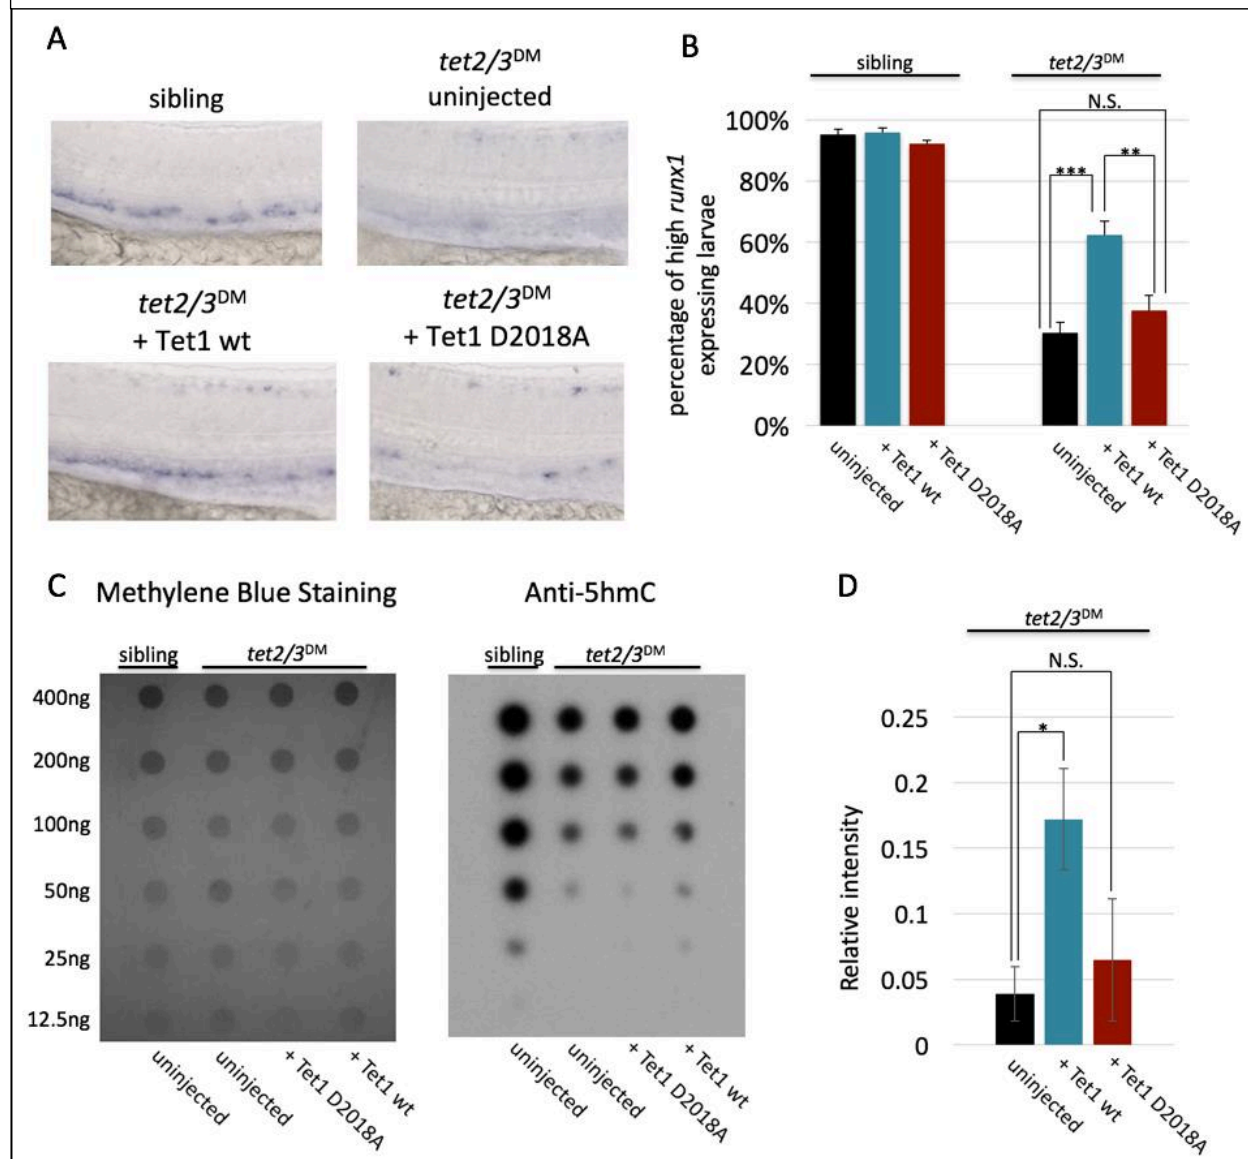 A
sibling
tet2/3DM
uninjected
tet2/3DM
+ Tet1 wt
tet2/3DM
+ Tet1 D2018A
B
sibling
tet2/3DM
N.S.
***
**
percentage of high runx1
expressing larvae
100%
80%
60%
40%
20%
0%
uninjected
+ Tet1 wt
+ Tet1 D2018A
uninjected
+ Tet1 wt
+ Tet1 D2018A
C
Methylene Blue Staining
Anti-5hmC
sibling
tet2/3DM
sibling
tet2/3DM
400ng
200ng
100ng
50ng
25ng
12.5ng
uninjected
uninjected
+ Tet1 D2018A
+ Tet1 wt
uninjected
uninjected
+ Tet1 D2018A
+ Tet1 wt
D
tet2/3DM
N.S.
*
Relative intensity
0.25
0.2
0.15
0.1
0.05
0
uninjected
+ Tet1 wt
+ Tet1 D2018A